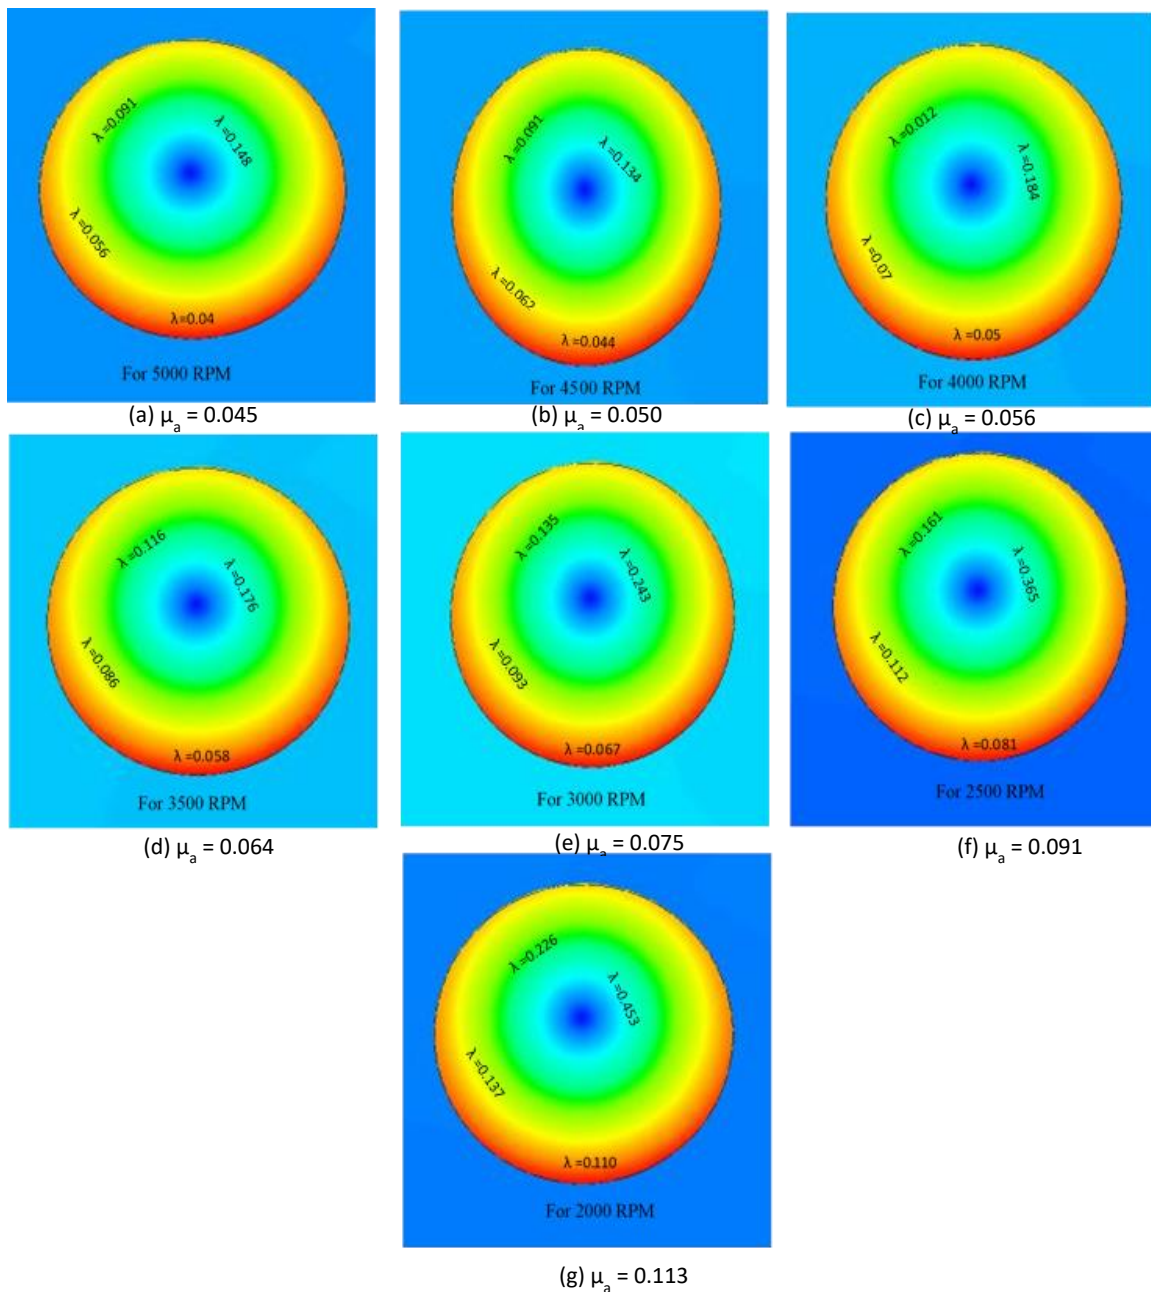 λ =0.091
λ =0.148
λ =0.056
λ=0.04
For 5000 RPM
(a) μₐ = 0.045
λ =0.091
λ =0.134
λ =0.062
λ =0.044
For 4500 RPM
(b) μₐ = 0.050
λ =0.012
λ =0.184
λ =0.07
λ =0.05
For 4000 RPM
(c) μₐ = 0.056
λ =0.116
λ =0.176
λ =0.086
λ =0.058
For 3500 RPM
(d) μₐ = 0.064
λ =0.135
λ =0.243
λ =0.093
λ =0.067
For 3000 RPM
(e) μₐ = 0.075
λ =0.161
λ =0.365
λ =0.112
λ =0.081
For 2500 RPM
(f) μₐ = 0.091
λ =0.226
λ =0.453
λ =0.137
λ =0.110
For 2000 RPM
(g) μₐ = 0.113